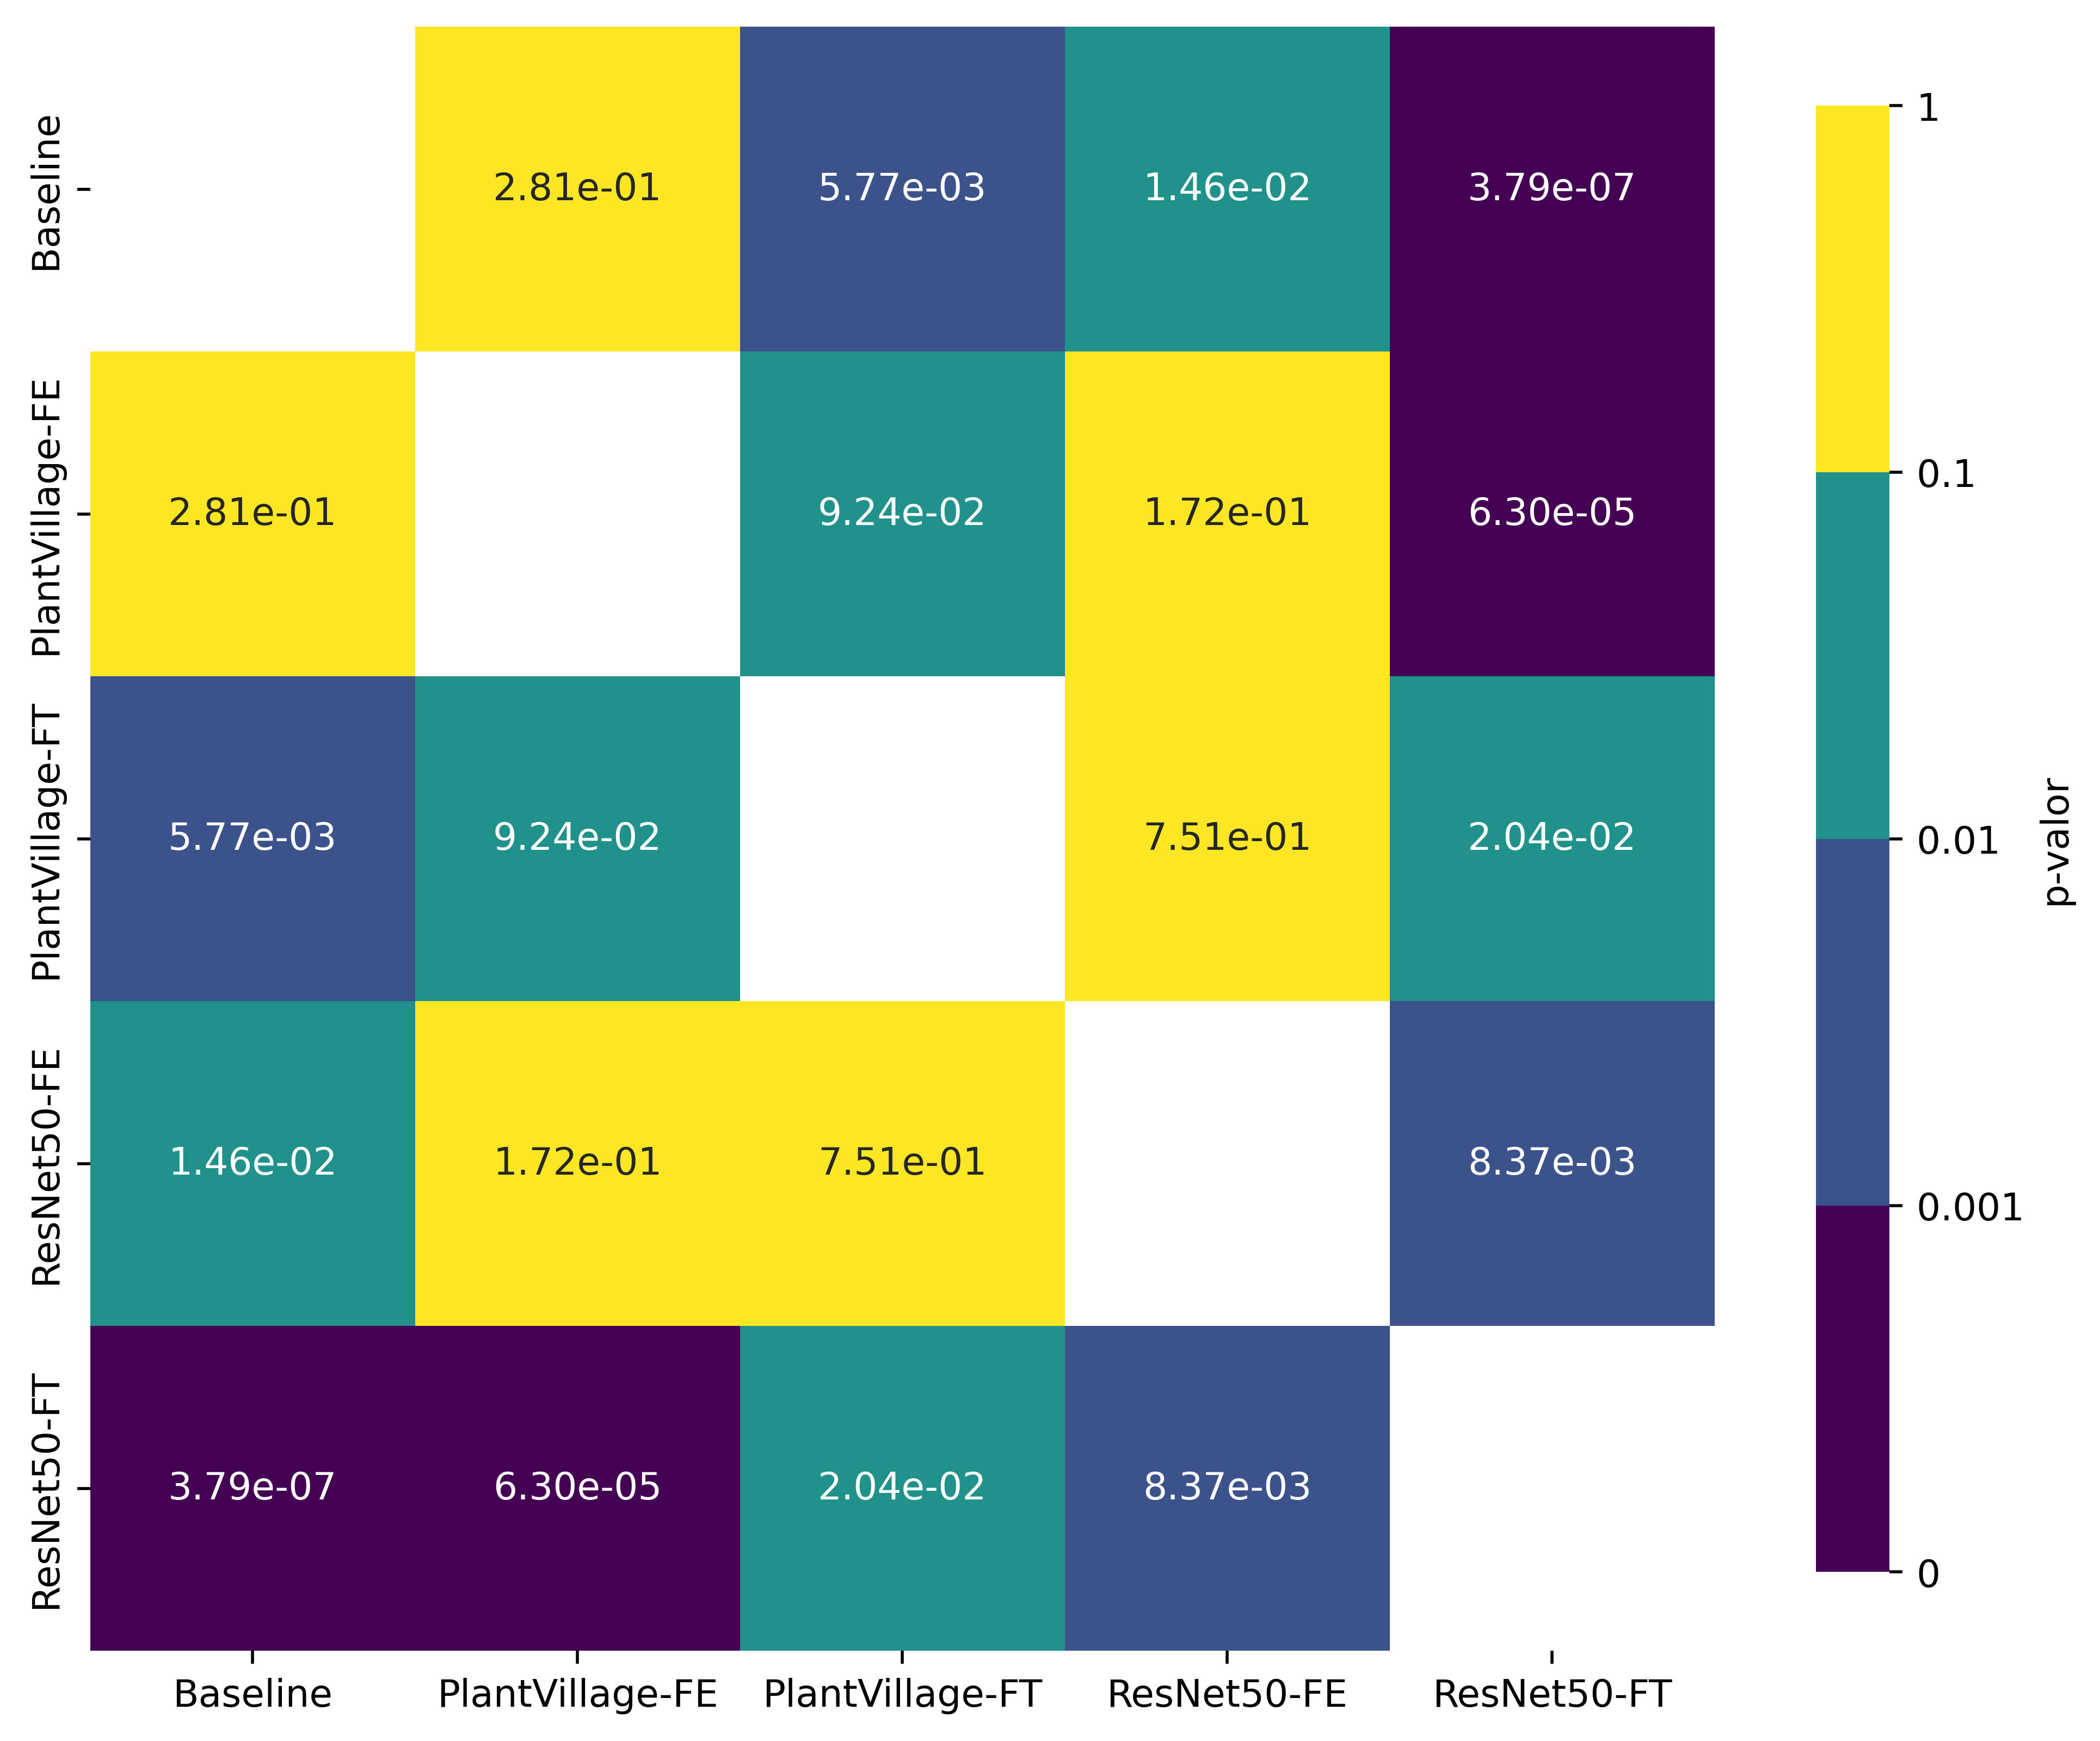 Baseline
2.81e-01
5.77e-03
1.46e-02
3.79e-07
PlantVillage-FE
2.81e-01
9.24e-02
1.72e-01
6.30e-05
PlantVillage-FT
5.77e-03
9.24e-02
7.51e-01
2.04e-02
ResNet50-FE
1.46e-02
1.72e-01
7.51e-01
8.37e-03
ResNet50-FT
3.79e-07
6.30e-05
2.04e-02
8.37e-03
Baseline
PlantVillage-FE
PlantVillage-FT
ResNet50-FE
ResNet50-FT
1
0.1
0.01
0.001
0
p-valor